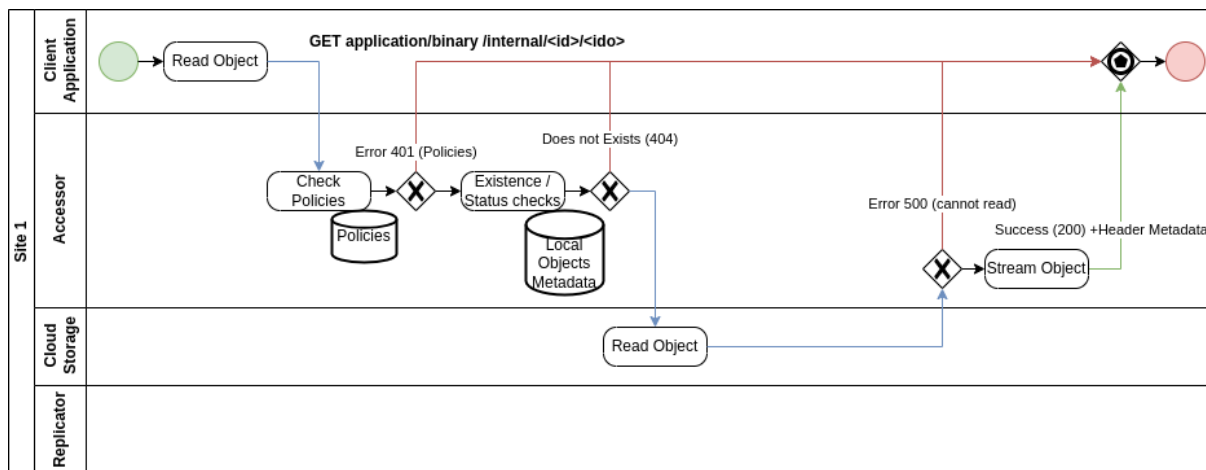 Site 1
Client
Application
Read Object
GET application/binary /internal/<id>/<ido>
Accessor
Error 401 (Policies)
Does not Exists (404)
Check
Policies
Policies
Existence /
Status checks
Local
Objects
Metadata
Error 500 (cannot read)
Success (200) +Header Metadata
Stream Object
Cloud
Storage
Read Object
Replicator